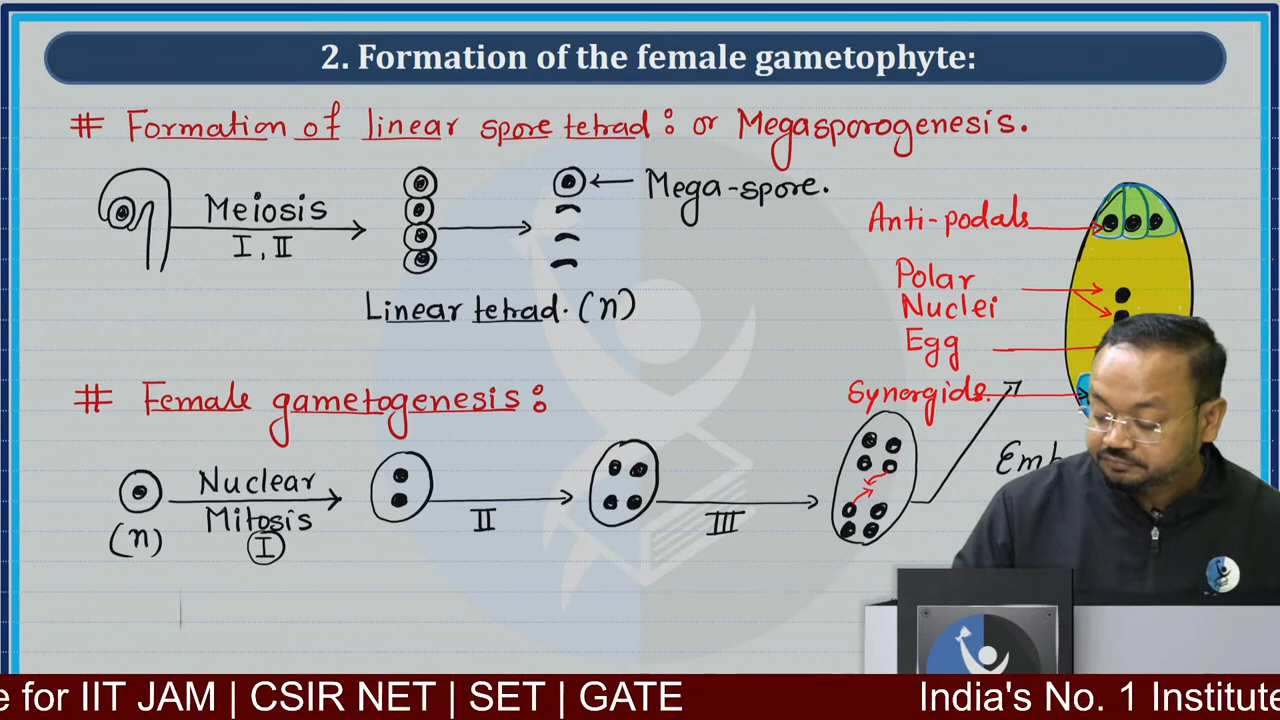 2. Formation of the female gametophyte:
# Formation of linear spore tetrad: or Megasporogenesis.
Meiosis
I, II
Mega-spore.
Linear tetrad. (n)
Anti-podals
Polar
Nuclei
Egg
Synergids.
# Female gametogenesis:
Nuclear
Mitosis
I
(n)
II
III
e for IIT JAM | CSIR NET | SET | GATE
India's No. 1 Institute